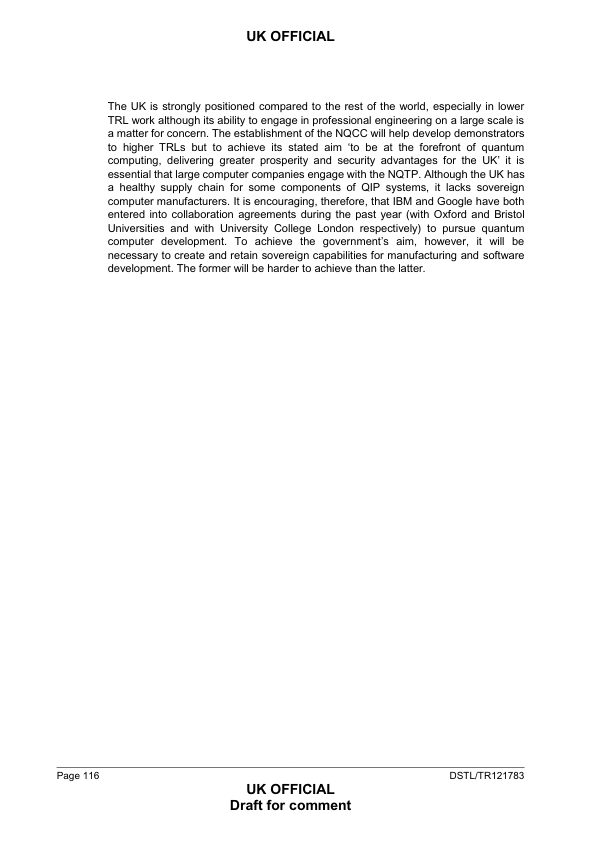 UK OFFICIAL
The UK is strongly positioned compared to the rest of the world, especially in lower
TRL work although its ability to engage in professional engineering on a large scale is
a matter for concern. The establishment of the NQCC will help develop demonstrators
to higher TRLs but to achieve its stated aim ‘to be at the forefront of quantum
computing, delivering greater prosperity and security advantages for the UK’ it is
essential that large computer companies engage with the NQTP. Although the UK has
a healthy supply chain for some components of QIP systems, it lacks sovereign
computer manufacturers. It is encouraging, therefore, that IBM and Google have both
entered into collaboration agreements during the past year (with Oxford and Bristol
Universities and with University College London respectively) to pursue quantum
computer development. To achieve the government’s aim, however, it will be
necessary to create and retain sovereign capabilities for manufacturing and software
development. The former will be harder to achieve than the latter.
Page 116 DSTL/TR121783
UK OFFICIAL
Draft for comment